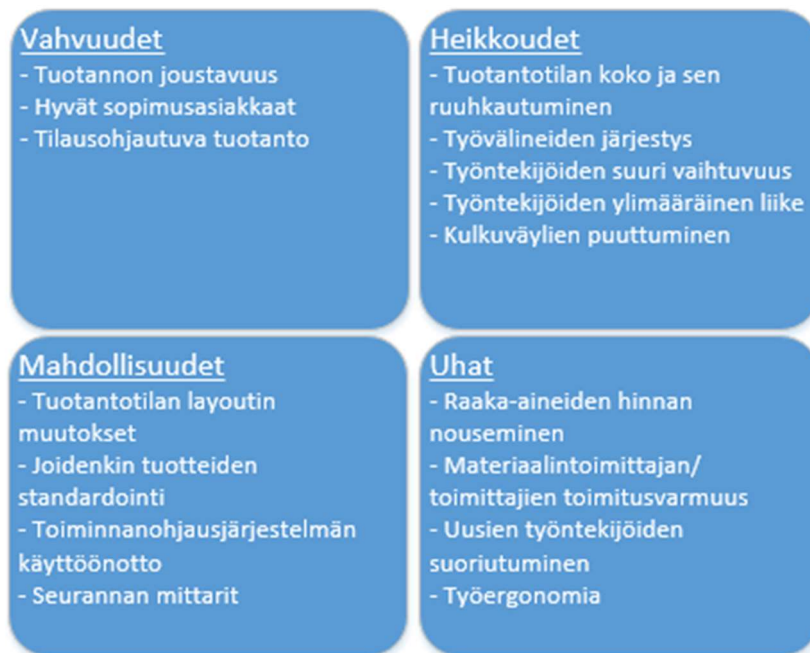 Vahvuudet
- Tuotannon joustavuus
- Hyvät sopimusasiakkaat
- Tilausohjautuva tuotanto
Heikkoudet
- Tuotantotilan koko ja sen
ruuhkautuminen
- Työvälineiden järjestys
- Työntekijöiden suuri vaihtuvuus
- Työntekijöiden ylimääräinen liike
- Kulkuväylien puuttuminen
Mahdollisuudet
- Tuotantotilan layoutin
muutokset
- Joidenkin tuotteiden
standardointi
- Toiminnanohjausjärjestelmän
käyttöönotto
- Seurannan mittarit
Uhat
- Raaka-aineiden hinnan
nouseminen
- Materiaalintoimittajan/
toimittajien toimitusvarmuus
- Uusien työntekijöiden
suoriutuminen
- Työergonomia